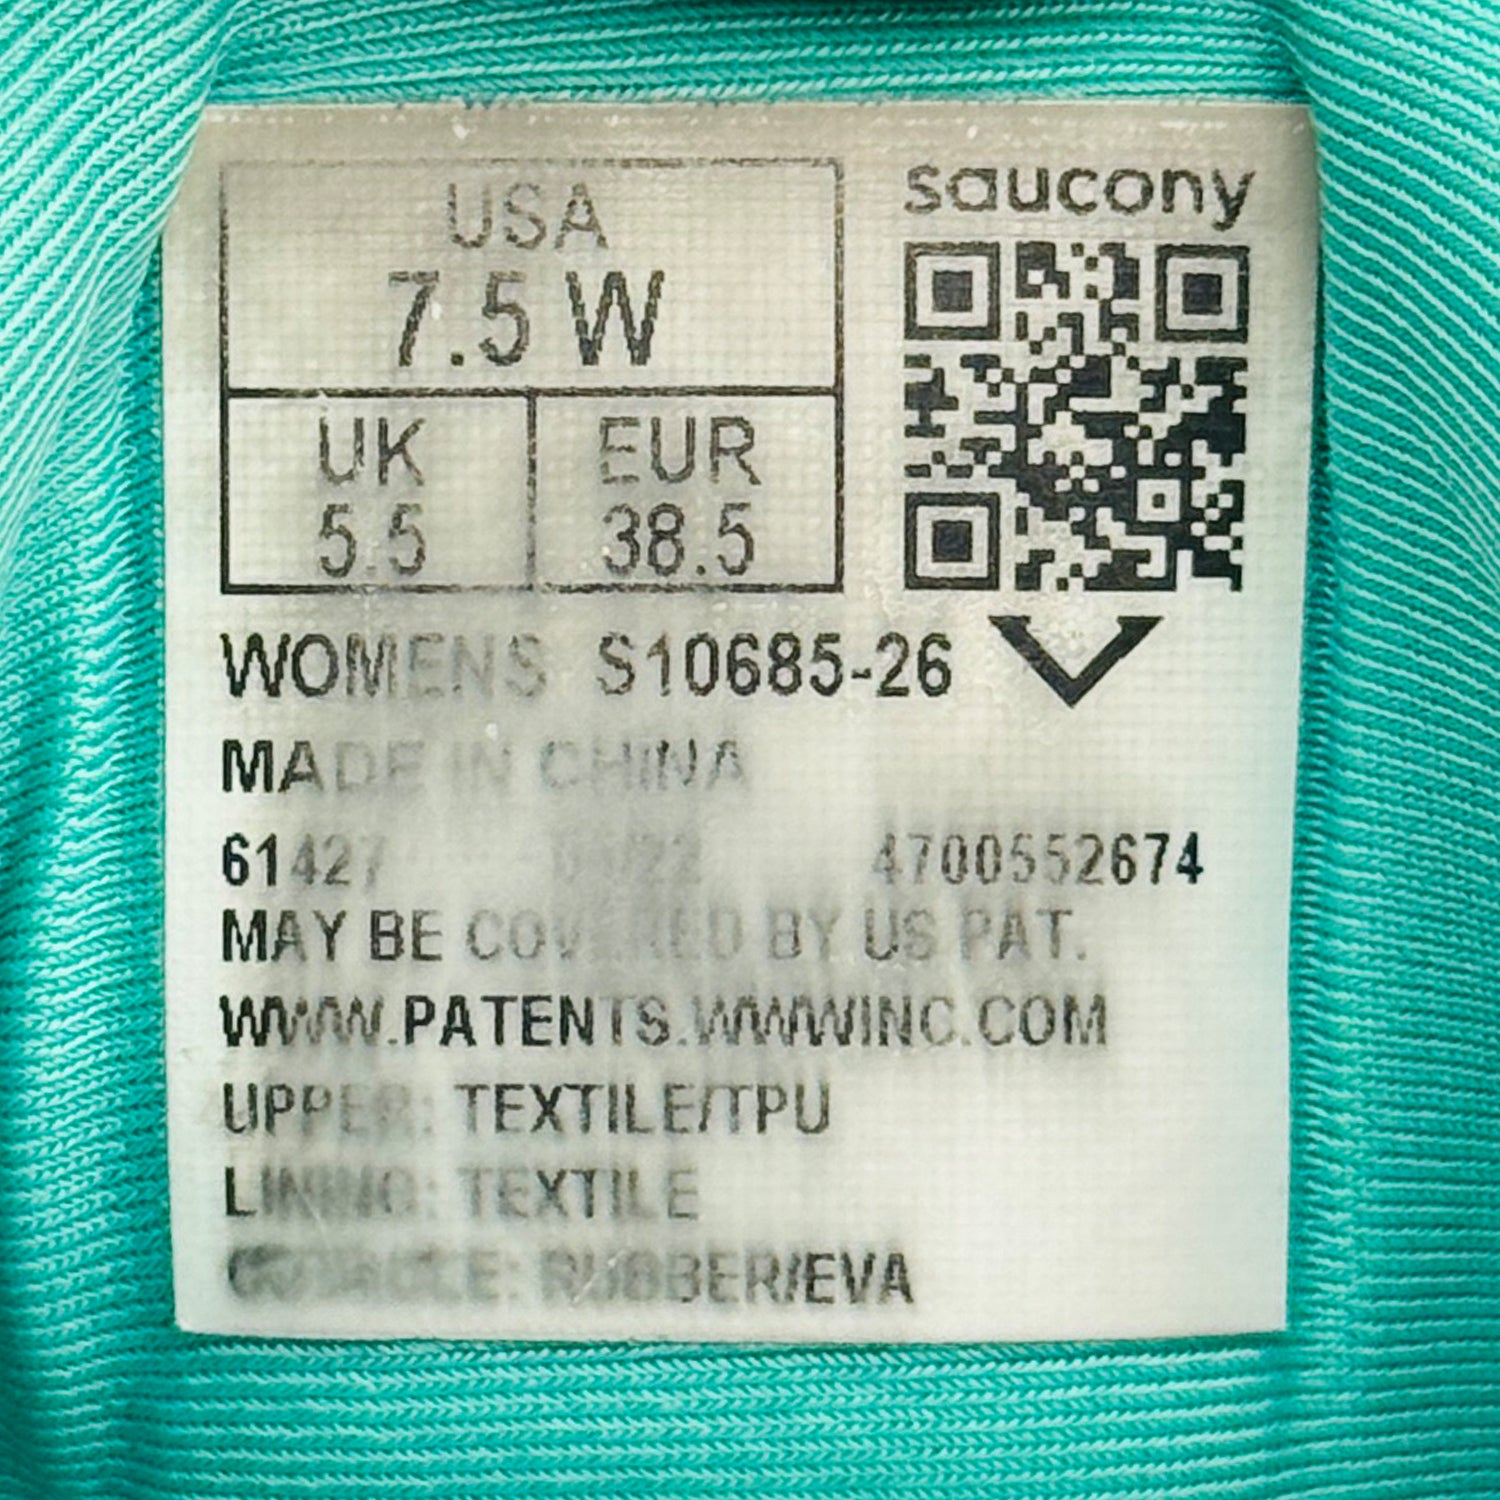 saucony
USA
7.5 W
UK
5.5
EUR
38.5
WOMENS S10685-26
MADE IN CHINA
61427 4700552674
MAY BE COVERED BY US PAT.
WWW.PATENTS.WWWINC.COM
UPPER: TEXTILE/TPU
LINING: TEXTILE
OUTSOLE: RUBBER/EVA